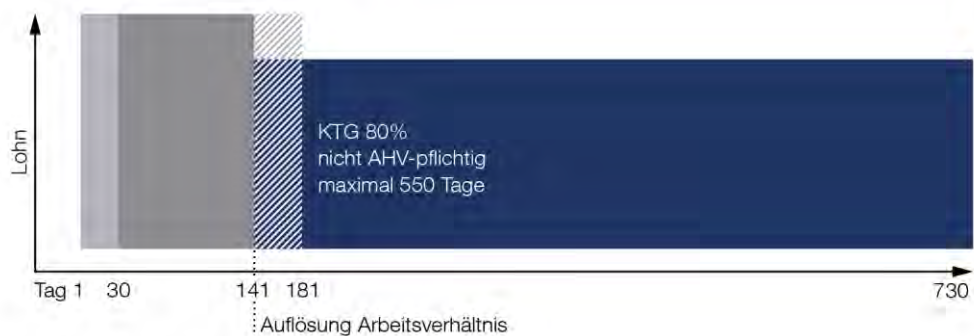 Lohn
KTG 80%
nicht AHV-pflichtig
maximal 550 Tage
Tag 1 30 141 181 730
Auflösung Arbeitsverhältnis